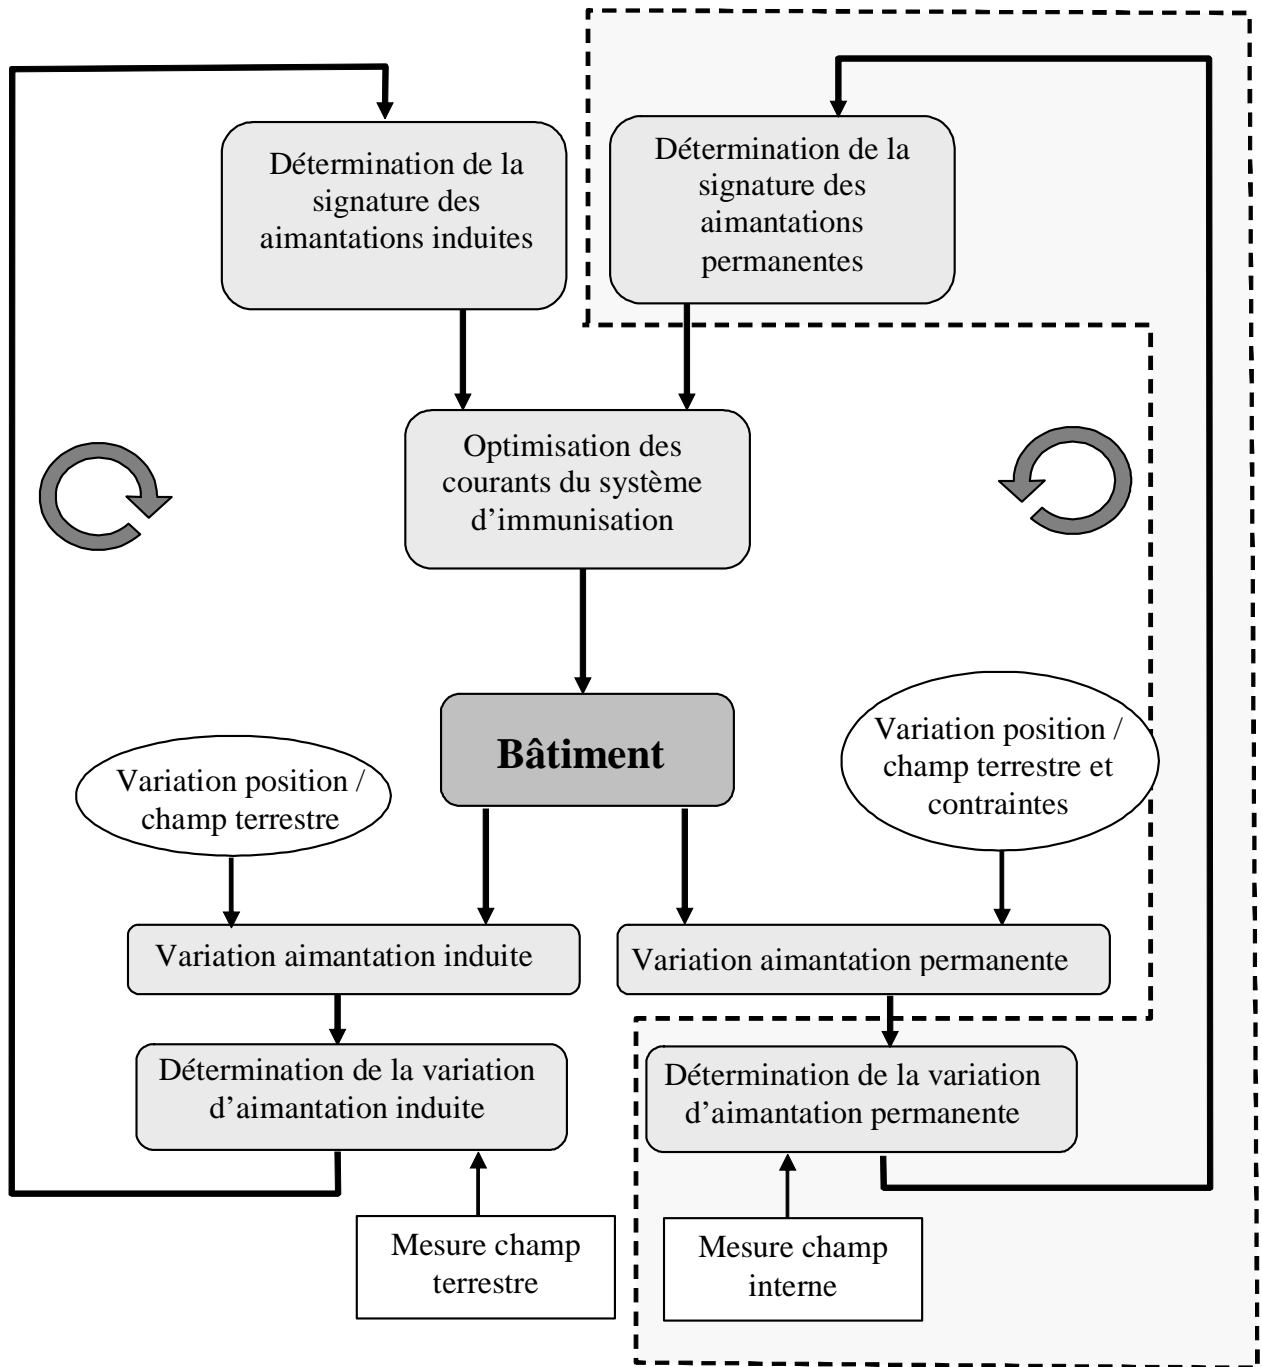 Détermination de la
signature des
aimantations induites
Détermination de la
signature des
aimantations
permanentes
Optimisation des
courants du système
d’immunisation
Bâtiment
Variation position /
champ terrestre
Variation position /
champ terrestre et
contraintes
Variation aimantation induite
Variation aimantation permanente
Détermination de la variation
d’aimantation induite
Détermination de la variation
d’aimantation permanente
Mesure champ
terrestre
Mesure champ
interne